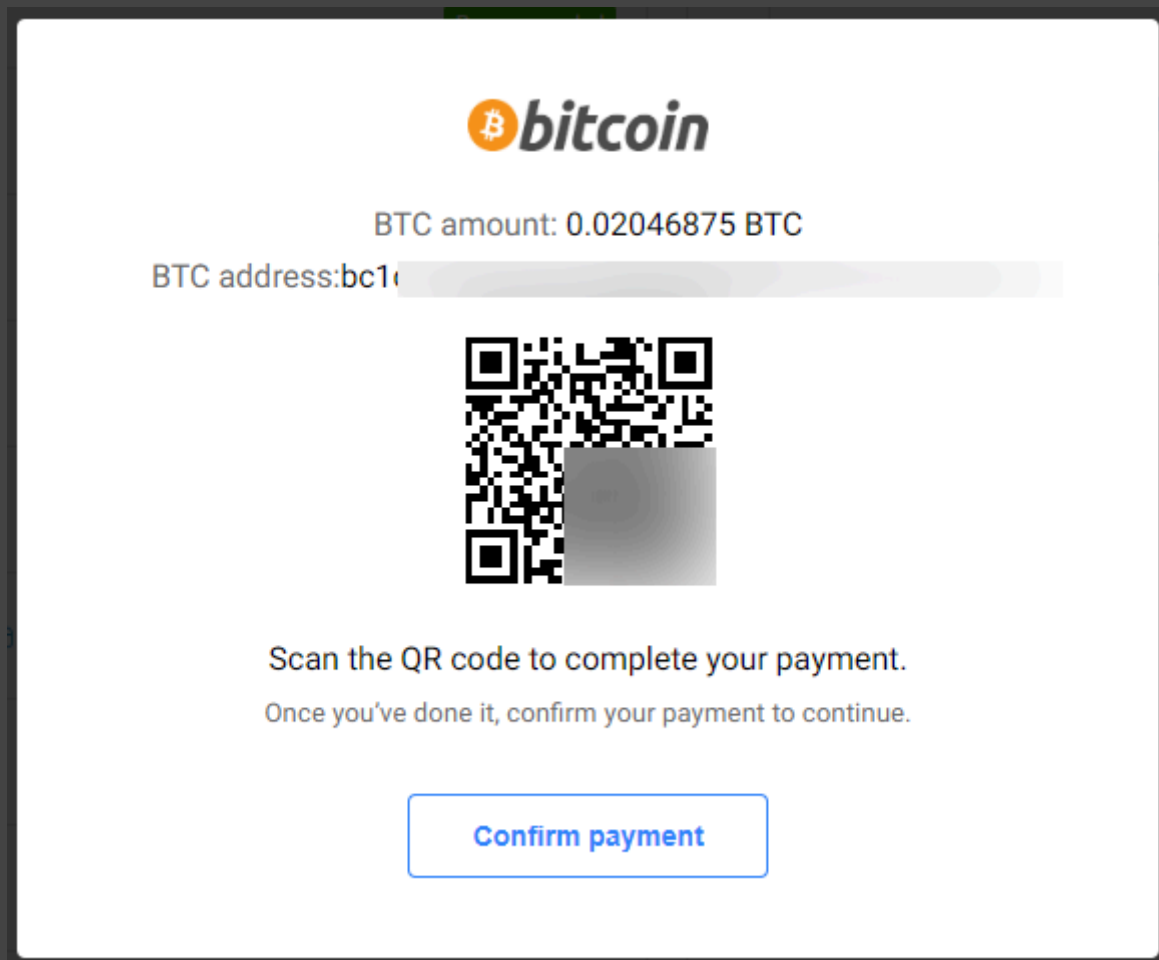 bitcoin
BTC amount: 0.02046875 BTC
BTC address:bc1
Scan the QR code to complete your payment.
Once you've done it, confirm your payment to continue.
Confirm payment